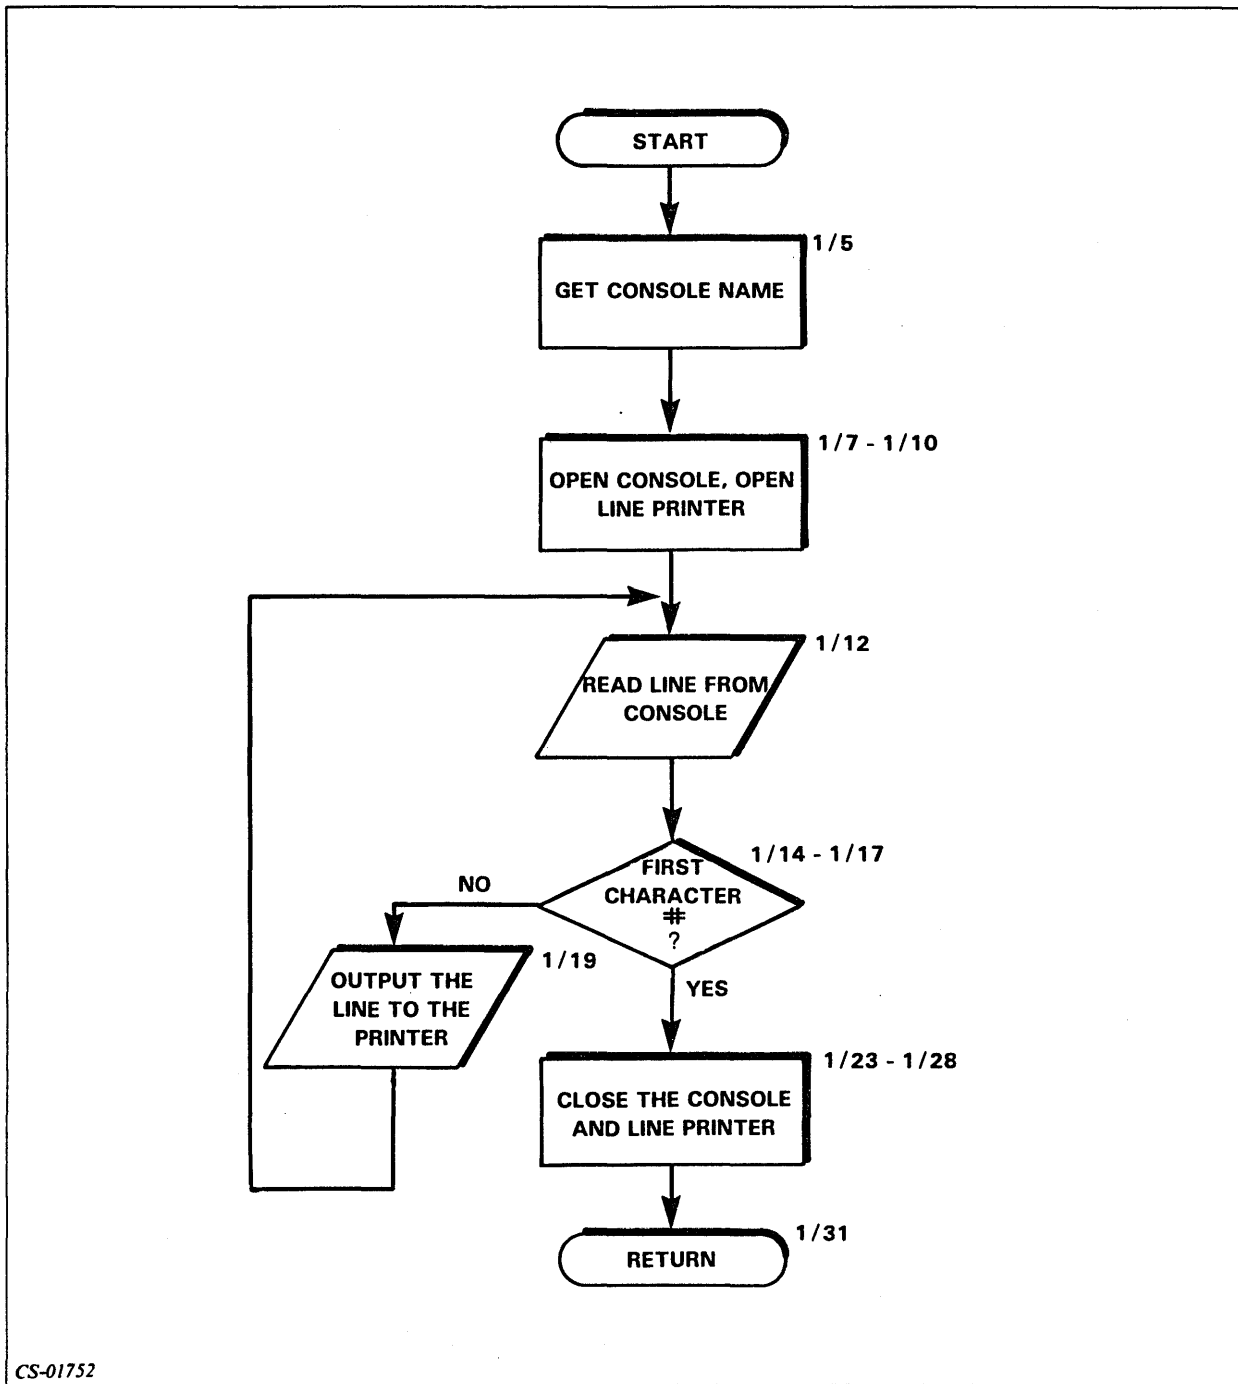 START
1/5
GET CONSOLE NAME
1/7 - 1/10
OPEN CONSOLE, OPEN
LINE PRINTER
1/12
READ LINE FROM
CONSOLE
1/14 - 1/17
FIRST
CHARACTER
#
?
NO
YES
1/19
OUTPUT THE
LINE TO THE
PRINTER
1/23 - 1/28
CLOSE THE CONSOLE
AND LINE PRINTER
1/31
RETURN
CS-01752